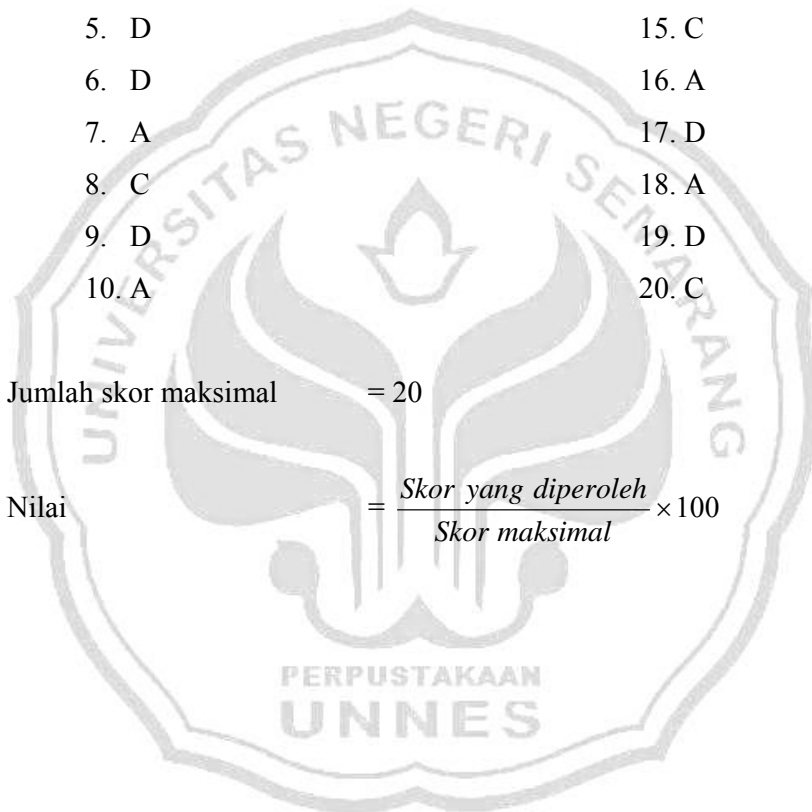 5. D 15. C
6. D 16. A
7. A 17. D
8. C 18. A
9. D 19. D
10. A 20. C
Jumlah skor maksimal = 20
Nilai = Skor yang diperoleh / Skor maksimal × 100
UNIVERSITAS NEGERI SEMARANG
PERPUSTAKAAN
UNNES